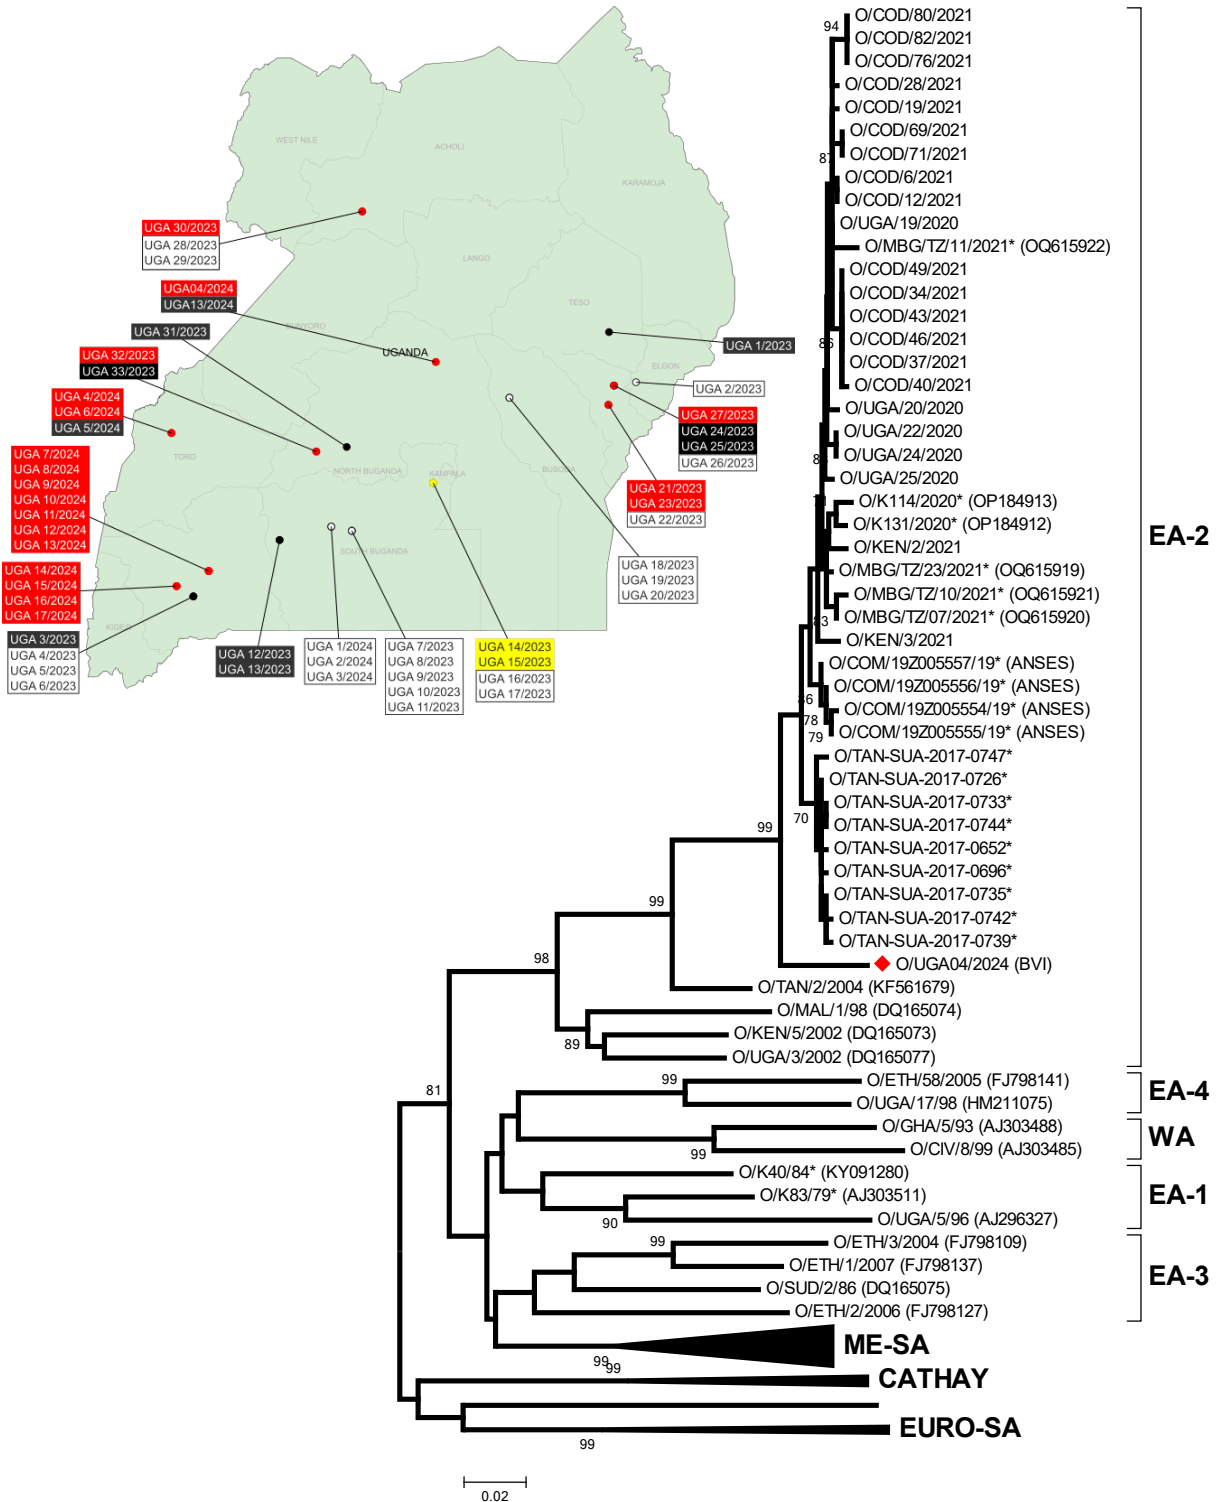 WEST NILE
ACHOLI
KARAMOJA
LANGO
TESO
BUNYORO
UGANDA
ELGON
TORO
NORTH BUGANDA
KAMPALA
BUSOGA
SOUTH BUGANDA
KIGEZI
UGA 30/2023
UGA 28/2023
UGA 29/2023
UGA04/2024
UGA13/2024
UGA 31/2023
UGA 32/2023
UGA 33/2023
UGA 4/2024
UGA 6/2024
UGA 5/2024
UGA 7/2024
UGA 8/2024
UGA 9/2024
UGA 10/2024
UGA 11/2024
UGA 12/2024
UGA 13/2024
UGA 14/2024
UGA 15/2024
UGA 16/2024
UGA 17/2024
UGA 3/2023
UGA 4/2023
UGA 5/2023
UGA 6/2023
UGA 12/2023
UGA 13/2023
UGA 1/2024
UGA 2/2024
UGA 3/2024
UGA 7/2023
UGA 8/2023
UGA 9/2023
UGA 10/2023
UGA 11/2023
UGA 14/2023
UGA 15/2023
UGA 16/2023
UGA 17/2023
UGA 18/2023
UGA 19/2023
UGA 20/2023
UGA 21/2023
UGA 23/2023
UGA 22/2023
UGA 27/2023
UGA 24/2023
UGA 25/2023
UGA 26/2023
UGA 2/2023
UGA 1/2023
O/COD/80/2021
94
O/COD/82/2021
O/COD/76/2021
O/COD/28/2021
O/COD/19/2021
O/COD/69/2021
O/COD/71/2021
87
O/COD/6/2021
O/COD/12/2021
O/UGA/19/2020
O/MBG/TZ/11/2021* (OQ615922)
O/COD/49/2021
O/COD/34/2021
O/COD/43/2021
O/COD/46/2021
86
O/COD/37/2021
O/COD/40/2021
O/UGA/20/2020
O/UGA/22/2020
O/UGA/24/2020
O/UGA/25/2020
O/K114/2020* (OP184913)
O/K131/2020* (OP184912)
O/KEN/2/2021
EA-2
O/MBG/TZ/23/2021* (OQ615919)
O/MBG/TZ/10/2021* (OQ615921)
O/MBG/TZ/07/2021* (OQ615920)
O/KEN/3/2021
O/COM/19Z005557/19* (ANSES)
O/COM/19Z005556/19* (ANSES)
O/COM/19Z005554/19* (ANSES)
78
O/COM/19Z005555/19* (ANSES)
79
O/TAN-SUA-2017-0747*
O/TAN-SUA-2017-0726*
O/TAN-SUA-2017-0733*
70
O/TAN-SUA-2017-0744*
99
O/TAN-SUA-2017-0652*
O/TAN-SUA-2017-0696*
O/TAN-SUA-2017-0735*
99
O/TAN-SUA-2017-0742*
O/TAN-SUA-2017-0739*
98
O/UGA04/2024 (BVI)
O/TAN/2/2004 (KF561679)
O/MAL/1/98 (DQ165074)
O/KEN/5/2002 (DQ165073)
89
O/UGA/3/2002 (DQ165077)
99
O/ETH/58/2005 (FJ798141)
81
EA-4
O/UGA/17/98 (HM211075)
O/GHA/5/93 (AJ303488)
WA
99
O/CIV/8/99 (AJ303485)
O/K40/84* (KY091280)
O/K83/79* (AJ303511)
EA-1
90
O/UGA/5/96 (AJ296327)
99
O/ETH/3/2004 (FJ798109)
O/ETH/1/2007 (FJ798137)
EA-3
O/SUD/2/86 (DQ165075)
O/ETH/2/2006 (FJ798127)
ME-SA
99
99
CATHAY
EURO-SA
99
0.02